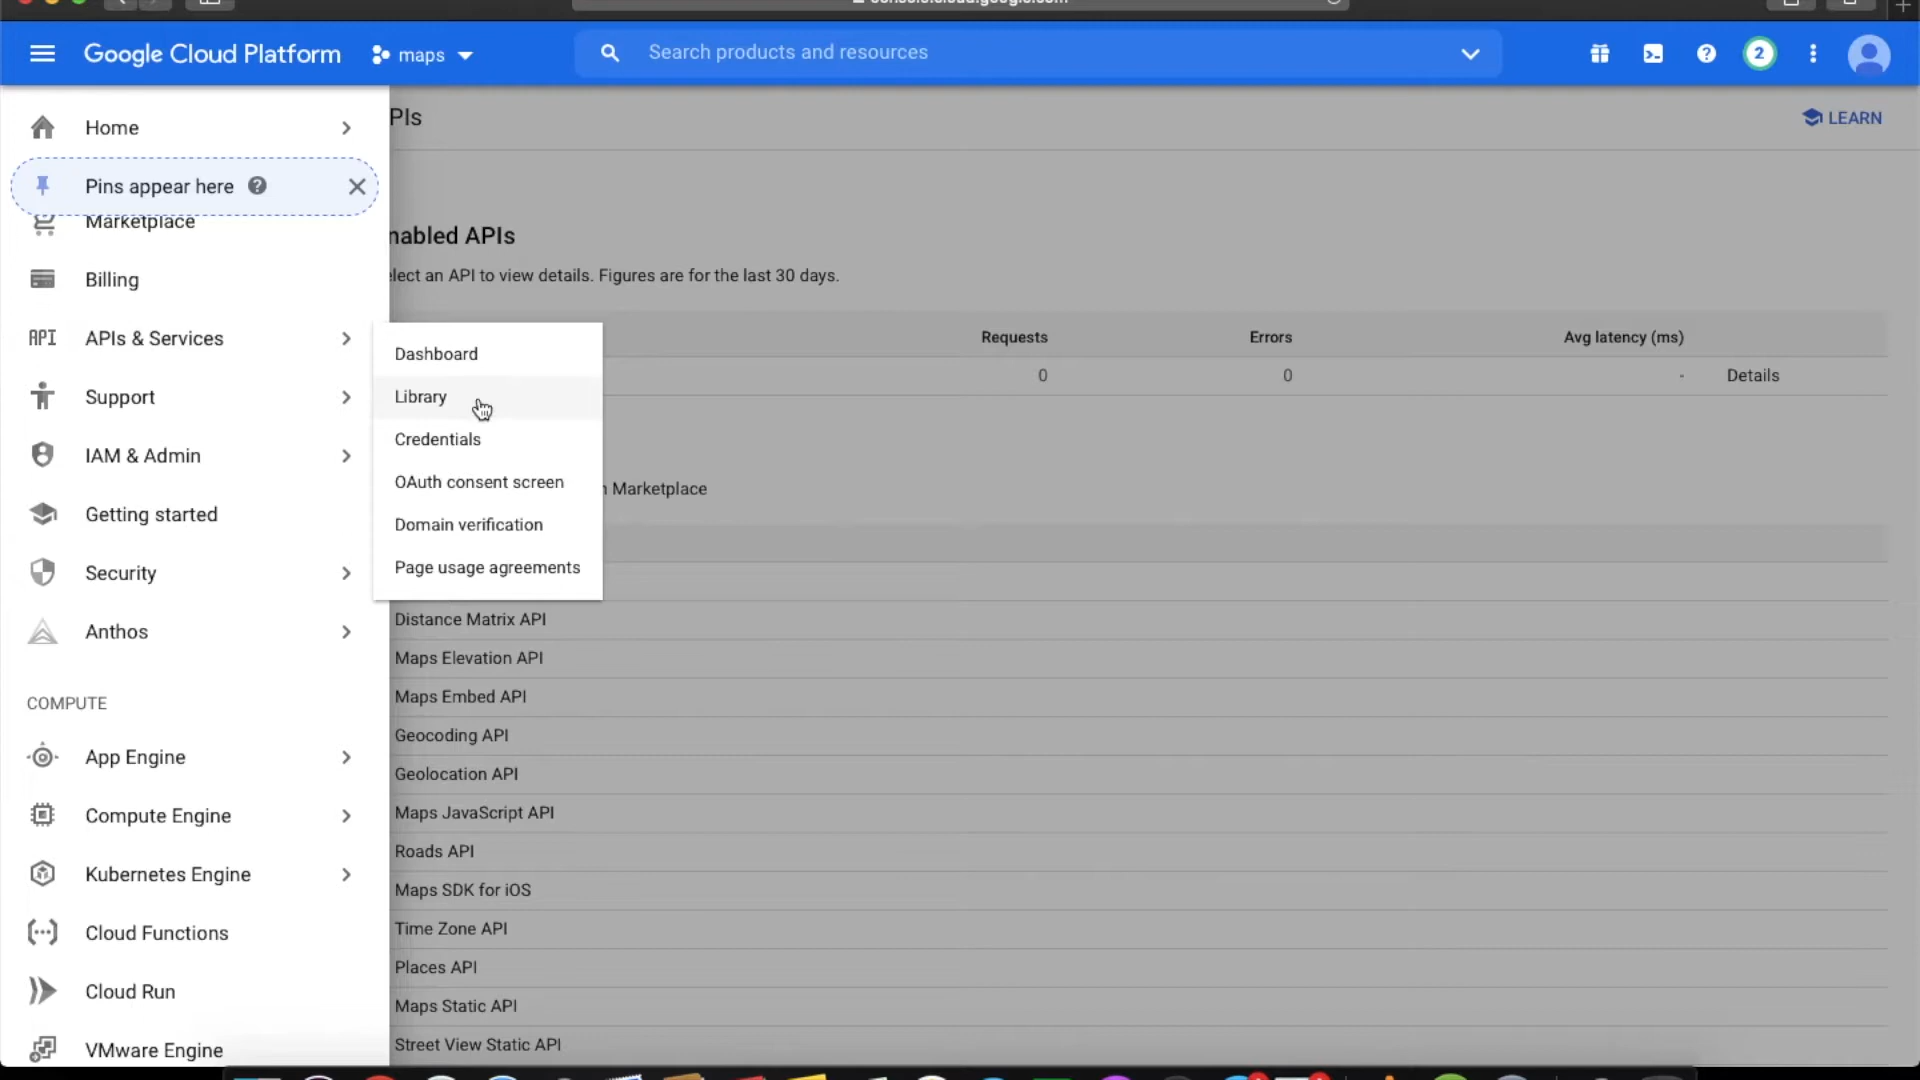 Google Cloud Platform
maps
Search products and resources
2
Home
Pins appear here
Marketplace
Billing
API
APIs & Services
Support
IAM & Admin
Getting started
Security
Anthos
COMPUTE
App Engine
Compute Engine
Kubernetes Engine
Cloud Functions
Cloud Run
VMware Engine
Dashboard
Library
Credentials
OAuth consent screen
Domain verification
Page usage agreements
PIs
LEARN
nabled APIs
elect an API to view details. Figures are for the last 30 days.
Requests
Errors
Avg latency (ms)
0
0
-
Details
Marketplace
Distance Matrix API
Maps Elevation API
Maps Embed API
Geocoding API
Geolocation API
Maps JavaScript API
Roads API
Maps SDK for iOS
Time Zone API
Places API
Maps Static API
Street View Static API